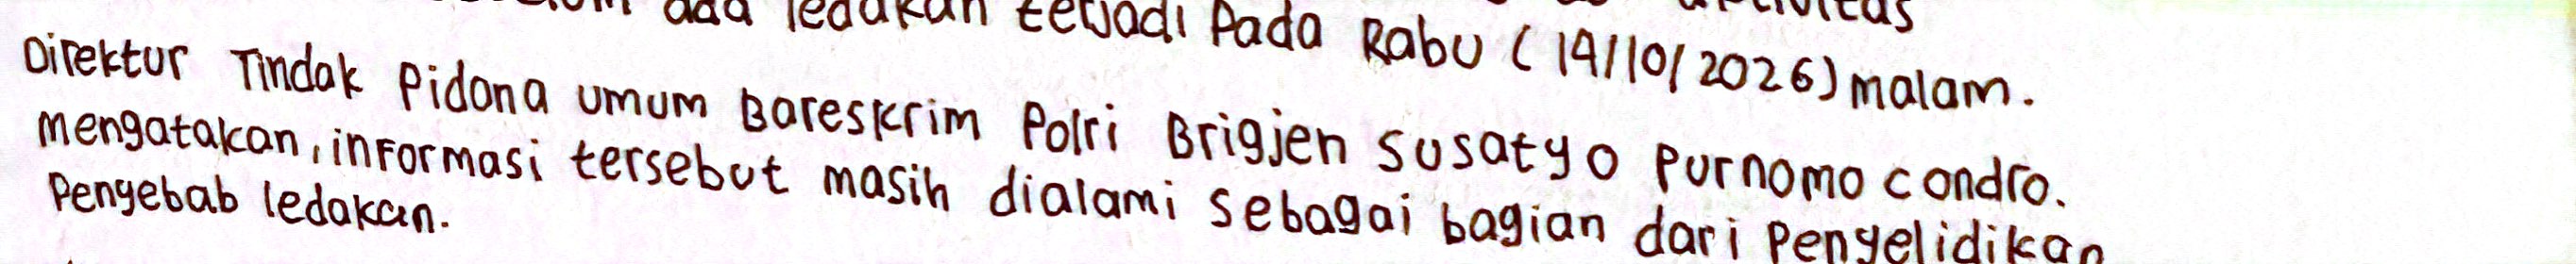 ada ledakan terjadi Pada Rabu (14/10/2026) malam.
Direktur Tindak Pidana umum Bareskrim Polri Brigjen Susatyo Purnomo Condro.
mengatakan, informasi tersebut masih dialami sebagai bagian dari Penyelidikan
Penyebab ledakan.